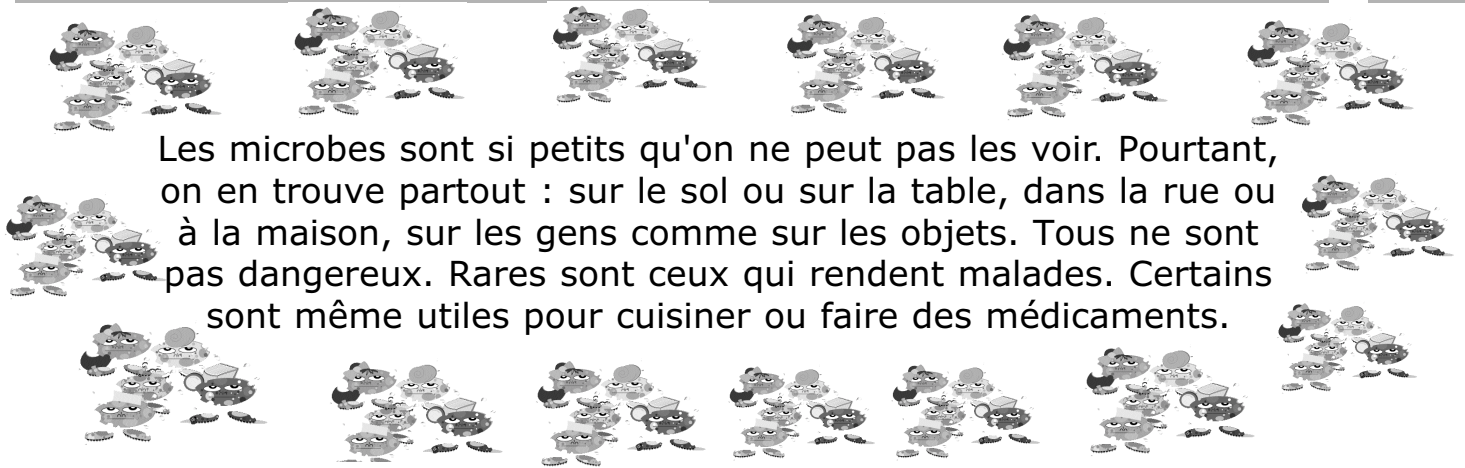 Les microbes sont si petits qu'on ne peut pas les voir. Pourtant,
on en trouve partout : sur le sol ou sur la table, dans la rue ou
à la maison, sur les gens comme sur les objets. Tous ne sont
pas dangereux. Rares sont ceux qui rendent malades. Certains
sont même utiles pour cuisiner ou faire des médicaments.